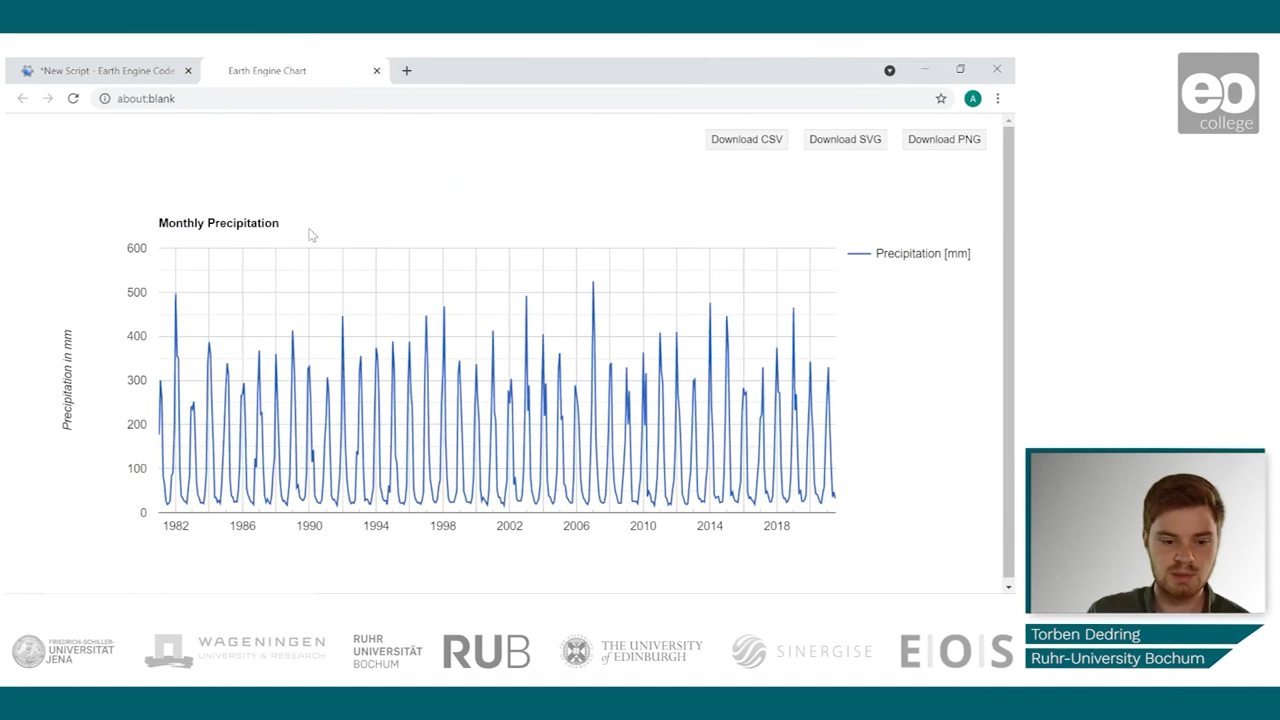 *New Script - Earth Engine Code
Earth Engine Chart
about:blank
A
eo
college
Download CSV
Download SVG
Download PNG
Monthly Precipitation
Precipitation [mm]
Precipitation in mm
600
500
400
300
200
100
0
1982
1986
1990
1994
1998
2002
2006
2010
2014
2018
Torben Dedring
Ruhr-University Bochum
FRIEDRICH-SCHILLER-
UNIVERSITÄT
JENA
WAGENINGEN
UNIVERSITY & RESEARCH
RUHR
UNIVERSITÄT
BOCHUM
RUB
THE UNIVERSITY
of EDINBURGH
SINERGISE
E|O|S